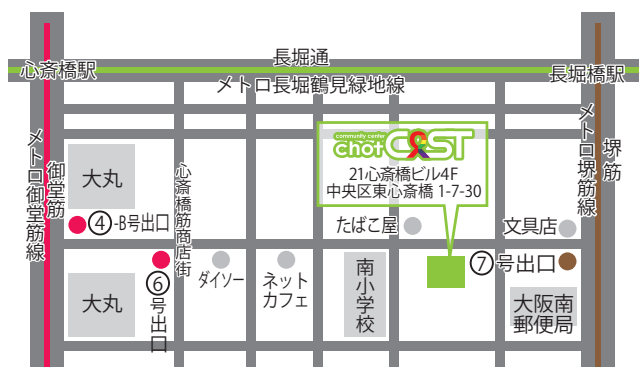 長堀通
心斎橋駅
長堀橋駅
メトロ長堀鶴見緑地線
community center
chotCAST
21心斎橋ビル4F
中央区東心斎橋 1-7-30
メトロ御堂筋線
御堂筋
大丸
心斎橋筋商店街
メトロ堺筋線
堺筋
④-B号出口
たばこ屋
文具店
⑥号出口
ダイソー
ネット
カフェ
南小学校
⑦号出口
大丸
大阪南
郵便局